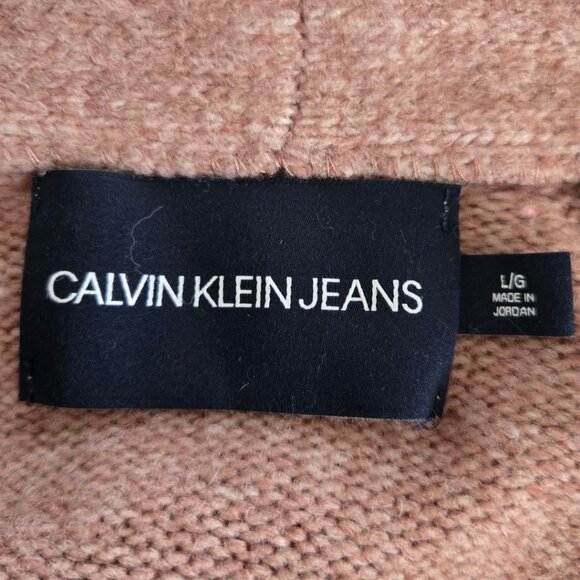 CALVIN KLEIN JEANS
L/G
MADE IN
JORDAN